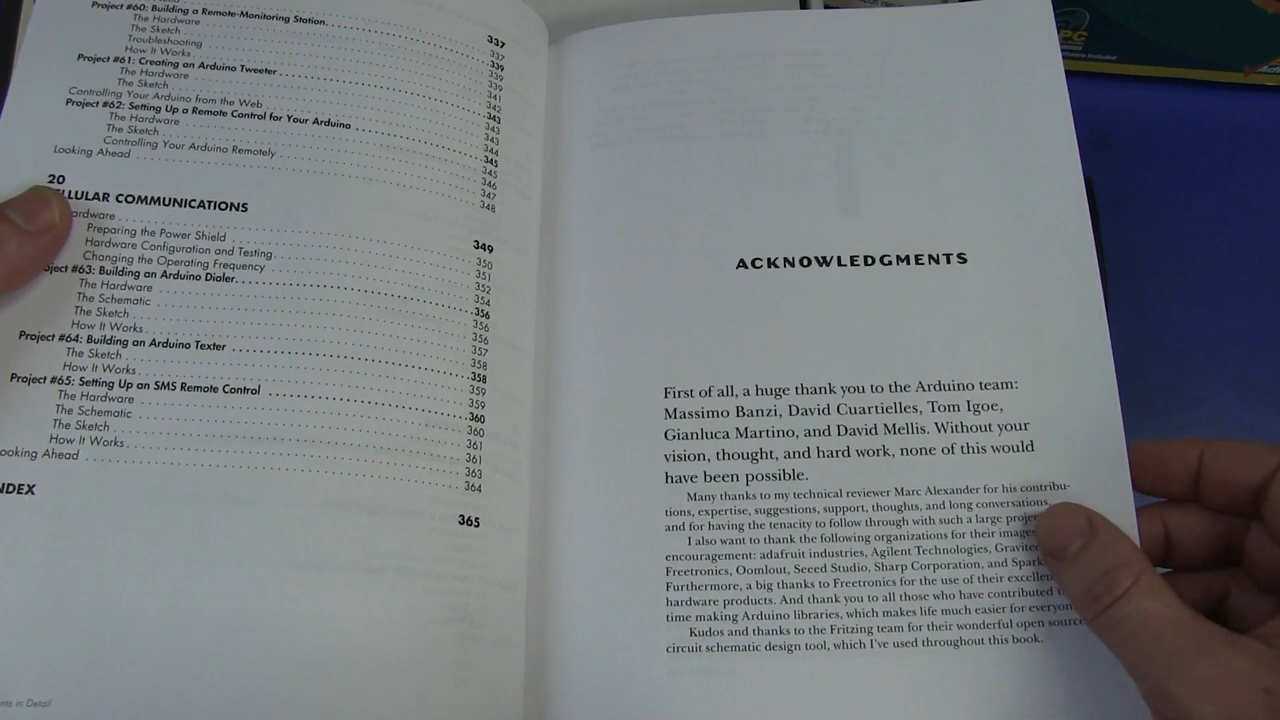 Project #60: Building a Remote-Monitoring Station 337
The Hardware 337
The Sketch
Troubleshooting 339
How It Works 339
Project #61: Creating an Arduino Tweeter 339
The Hardware 341
The Sketch 342
Controlling Your Arduino from the Web 343
Project #62: Setting Up a Remote Control for Your Arduino 343
The Hardware 343
The Sketch 344
Controlling Your Arduino Remotely 345
Looking Ahead 345
346
347
348
20
LLULAR COMMUNICATIONS 349
ardware 350
Preparing the Power Shield 351
Hardware Configuration and Testing 352
Changing the Operating Frequency 354
oject #63: Building an Arduino Dialer 356
The Hardware 356
The Schematic 356
The Sketch 357
How It Works 358
Project #64: Building an Arduino Texter 358
The Sketch 359
How It Works 359
Project #65: Setting Up an SMS Remote Control 360
The Hardware 360
The Schematic 361
The Sketch 361
How It Works 363
ooking Ahead 364
NDEX 365
nts in Detail
ACKNOWLEDGMENTS
First of all, a huge thank you to the Arduino team:
Massimo Banzi, David Cuartielles, Tom Igoe,
Gianluca Martino, and David Mellis. Without your
vision, thought, and hard work, none of this would
have been possible.
Many thanks to my technical reviewer Marc Alexander for his contribu-
tions, expertise, suggestions, support, thoughts, and long conversations,
and for having the tenacity to follow through with such a large projec
I also want to thank the following organizations for their images
encouragement: adafruit industries, Agilent Technologies, Gravitec
Freetronics, Oomlout, Seeed Studio, Sharp Corporation, and Spark
Furthermore, a big thanks to Freetronics for the use of their excellen
hardware products. And thank you to all those who have contributed
time making Arduino libraries, which makes life much easier for everyon
Kudos and thanks to the Fritzing team for their wonderful open source
circuit schematic design tool, which I've used throughout this book.
PC
Included